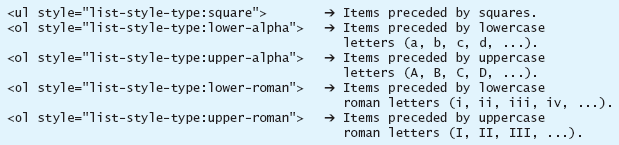 <ul style="list-style-type:square"> → Items preceded by squares.
<ol style="list-style-type:lower-alpha"> → Items preceded by lowercase
letters (a, b, c, d, ...).
<ol style="list-style-type:upper-alpha"> → Items preceded by uppercase
letters (A, B, C, D, ...).
<ol style="list-style-type:lower-roman"> → Items preceded by lowercase
roman letters (i, ii, iii, iv, ...).
<ol style="list-style-type:upper-roman"> → Items preceded by uppercase
roman letters (I, II, III, ...).